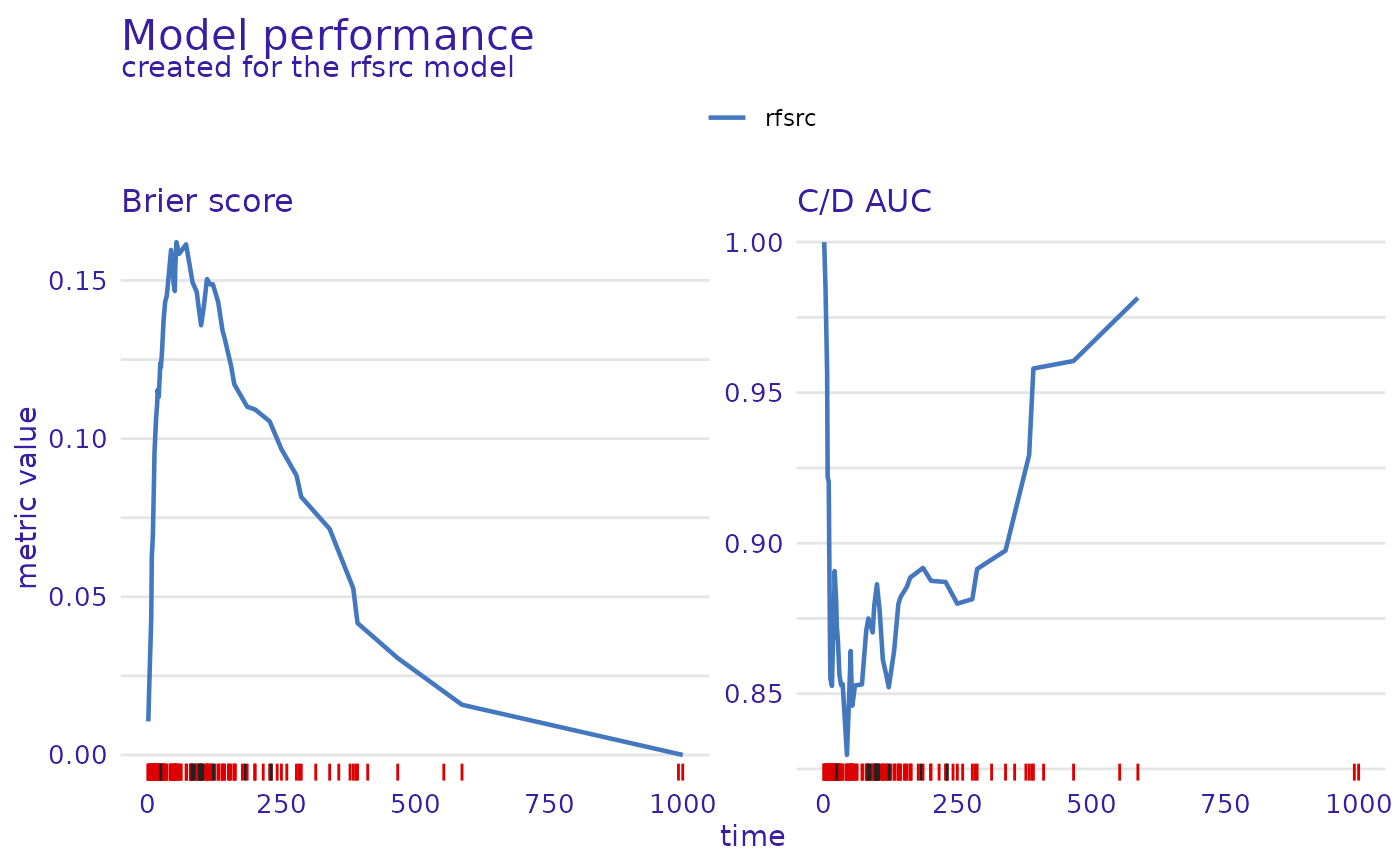 Model performance
created for the rfsrc model
rfsrc
Brier score
C/D AUC
metric value
0.15
0.10
0.05
0.00
0 250 500 750 1000
1.00
0.95
0.90
0.85
0 250 500 750 1000
time